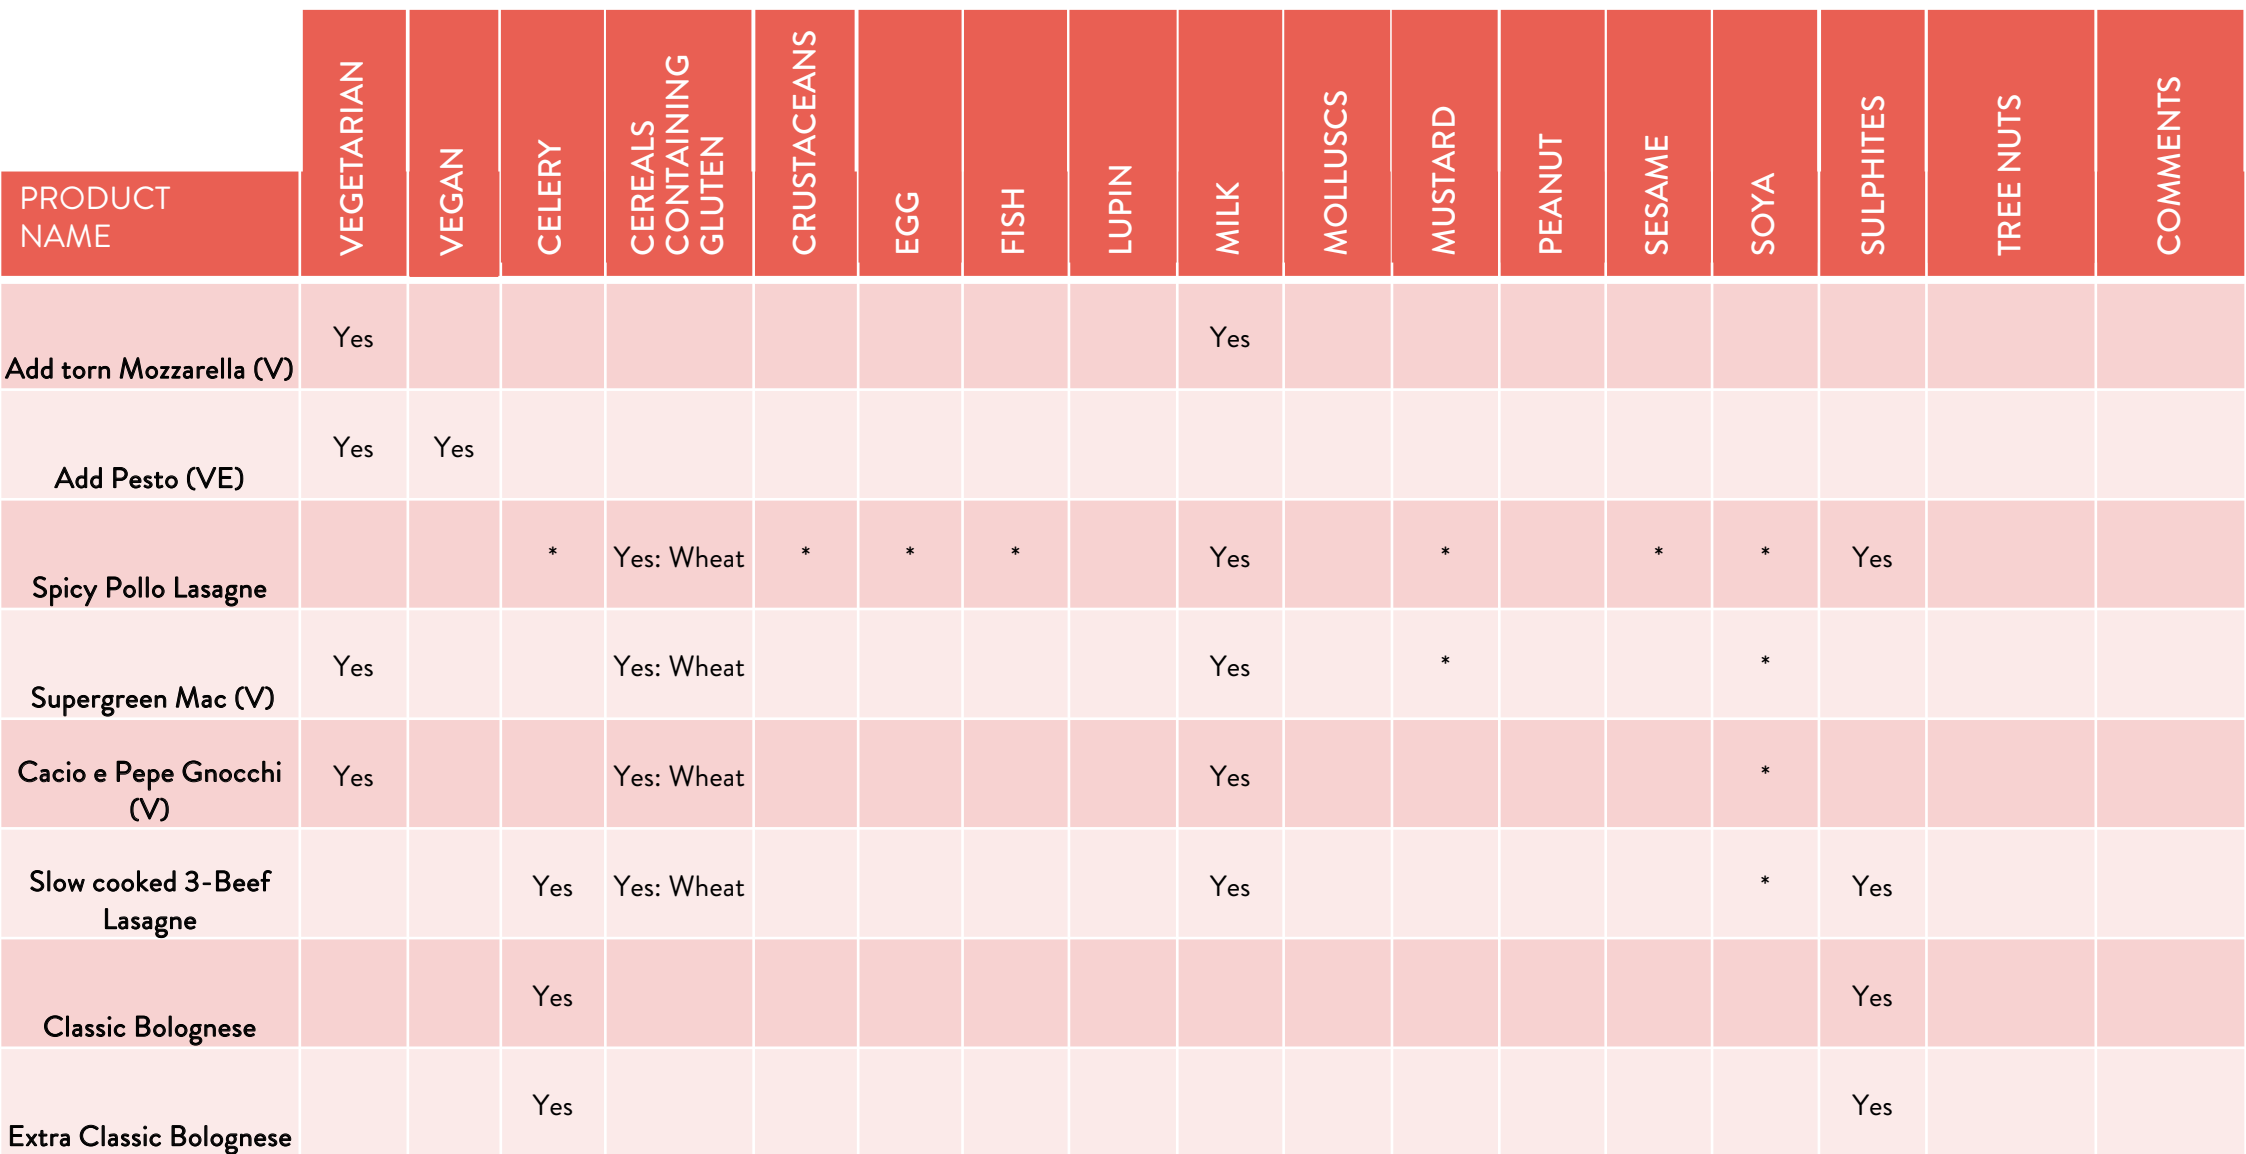 PRODUCT
NAME
VEGETARIAN
VEGAN
CELERY
CEREALS
CONTAINING
GLUTEN
CRUSTACEANS
EGG
FISH
LUPIN
MILK
MOLLUSCS
MUSTARD
PEANUT
SESAME
SOYA
SULPHITES
TREE NUTS
COMMENTS
Add torn Mozzarella (V) Yes Yes
Add Pesto (VE) Yes Yes
Spicy Pollo Lasagne * Yes: Wheat * * * Yes * * * Yes
Supergreen Mac (V) Yes Yes: Wheat Yes * *
Cacio e Pepe Gnocchi
(V) Yes Yes: Wheat Yes *
Slow cooked 3-Beef
Lasagne Yes Yes: Wheat Yes * Yes
Classic Bolognese Yes Yes
Extra Classic Bolognese Yes Yes